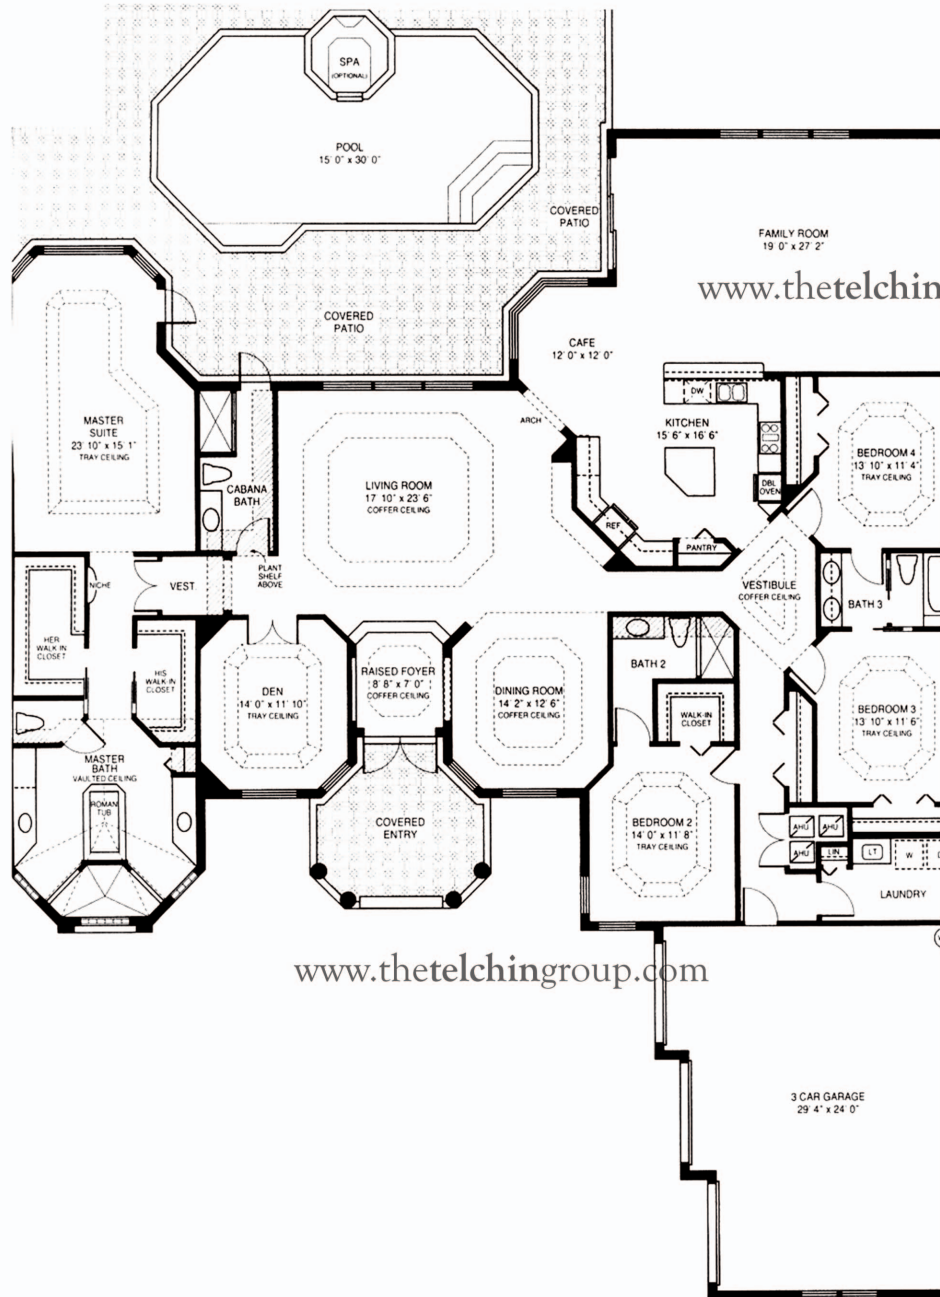 SPA
(OPTIONAL)
POOL
15' 0" x 30' 0"
COVERED
PATIO
FAMILY ROOM
19' 0" x 27' 2"
www.thetelchin
COVERED
PATIO
CAFE
12' 0" x 12' 0"
ARCH
DW
KITCHEN
15' 6" x 16' 6"
DBL
OVEN
REF
PANTRY
MASTER
SUITE
23' 10" x 15' 1"
TRAY CEILING
CABANA
BATH
LIVING ROOM
17' 10" x 23' 6"
COFFER CEILING
BEDROOM 4
13' 10" x 11' 4"
TRAY CEILING
PLANT
SHELF
ABOVE
NICHE
VEST.
VESTIBULE
COFFER CEILING
BATH 3
HER
WALK-IN
CLOSET
HIS
WALK-IN
CLOSET
DEN
14' 0" x 11' 10"
TRAY CEILING
RAISED FOYER
8' 8" x 7' 0"
COFFER CEILING
DINING ROOM
14' 2" x 12' 6"
COFFER CEILING
BATH 2
WALK-IN
CLOSET
BEDROOM 3
13' 10" x 11' 6"
TRAY CEILING
MASTER
BATH
VAULTED CEILING
ROMAN
TUB
COVERED
ENTRY
BEDROOM 2
14' 0" x 11' 8"
TRAY CEILING
AHU
AHU
AHU
LIN
LT
W
LAUNDRY
www.thetelchingroup.com
3 CAR GARAGE
29' 4" x 24' 0"